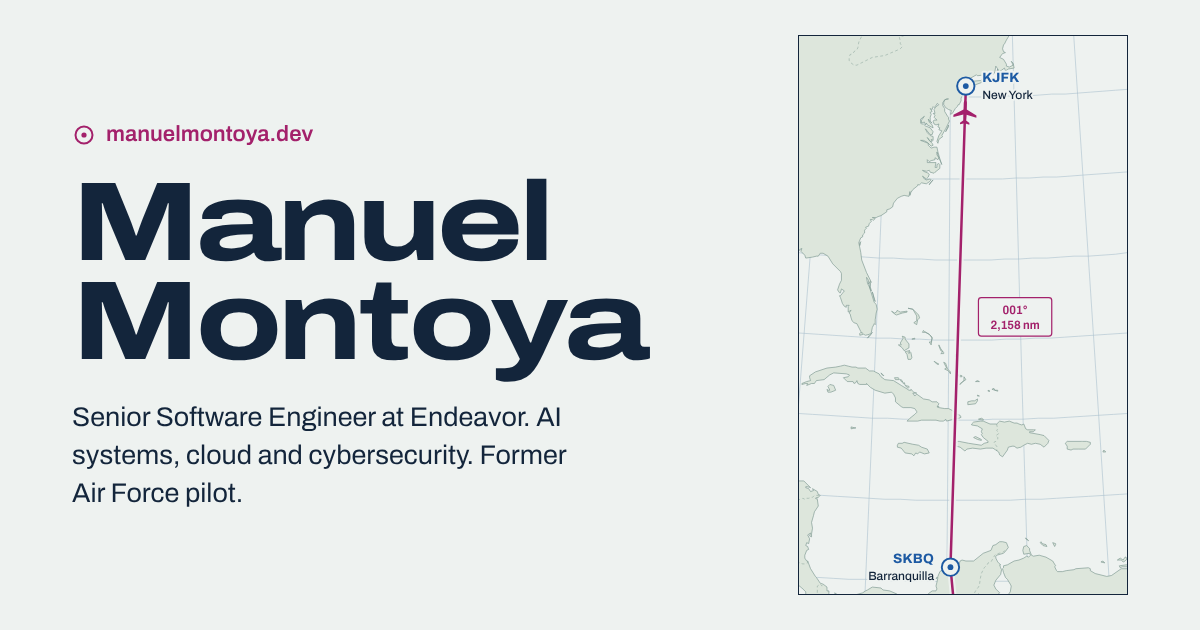 manuelmontoya.dev
Manuel
Montoya
Senior Software Engineer at Endeavor. AI
systems, cloud and cybersecurity. Former
Air Force pilot.
KJFK
New York
001°
2,158 nm
SKBQ
Barranquilla